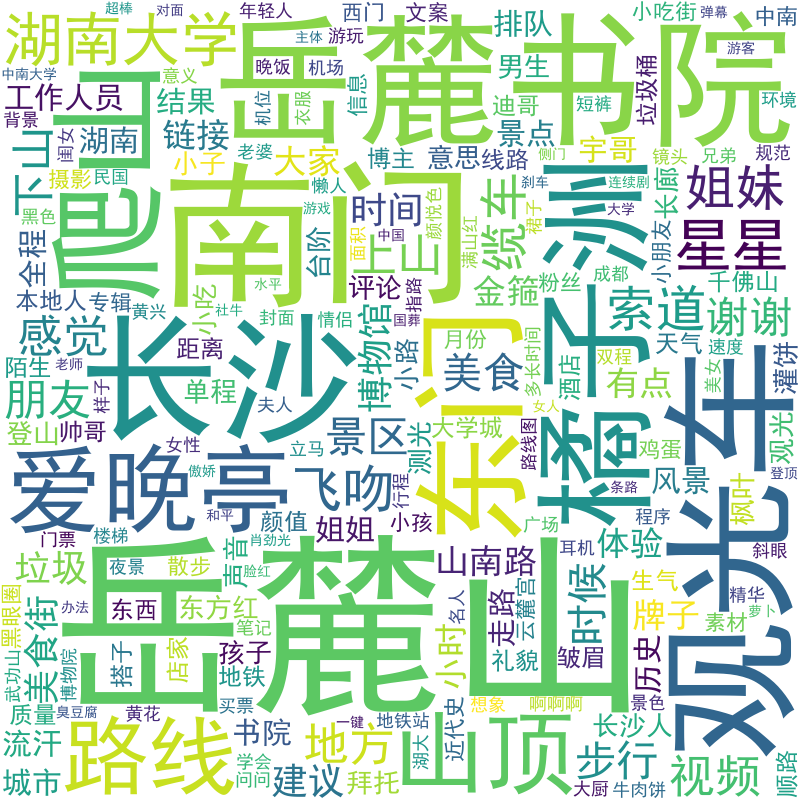 超棒
对面
年轻人
西门
文案
排队
小吃街
弹幕
中南
湖南大学
岳麓书院
主体
游玩
晚饭
机场
男生
游客
中南大学
意义
信息
迪哥
垃圾桶
工作人员
结果
机位
衣服
短裤
环境
背景
闺女
湖南
链接
老婆
景点
爬山
南门
博主
意思
线路
宇哥
镜头
兄弟
规范
下山
小子
大家
侧门
摄影
民国
懒人
刹车
连续剧
长廊
姐妹
黑色
游戏
时间
颜悦色
缆车
裙子
大学
小朋友
星星
全程
台阶
面积
上山
满山红
洲
水平
评论
指路
金箍
粉丝
成都
千佛山
本地人专辑
黄兴
小吃
社牛
封面
情侣
国葬
博物馆
月份
多长时间
索道
谢谢
感觉
长沙
距离
小路
美食
酒店
双程
天气
速度
陌生
老师
样子
单程
橘子
有点
美女
灌饼
朋友
夫人
东门
大学城
观光车
登山
帅哥
女性
立马
景区
测光
路线图
女人
鸡蛋
观光
爱晚亭
傲娇
飞吻
行程
条路
风景
登顶
和平
颜值
姐姐
小孩
广场
程序
枫叶
门票
楼梯
肖劲光
声音
山南路
耳机
体验
斜眼
垃圾
夜景
散步
脸红
岳麓山
名人
云麓宫
生气
精华
黑眼圈
办法
东西
东方红
走路
时候
牌子
萝卜
美食街
搭子
店家
笔记
小时
礼貌
皱眉
历史
素材
武功山
博物院
孩子
地铁
想象
啊啊啊
景色
质量
臭豆腐
黄花
买票
一键
地铁站
近代史
长沙人
流汗
路线
书院
地方
湖大
山顶
步行
视频
顺路
城市
学会
问问
建议
拜托
大厨
牛肉饼